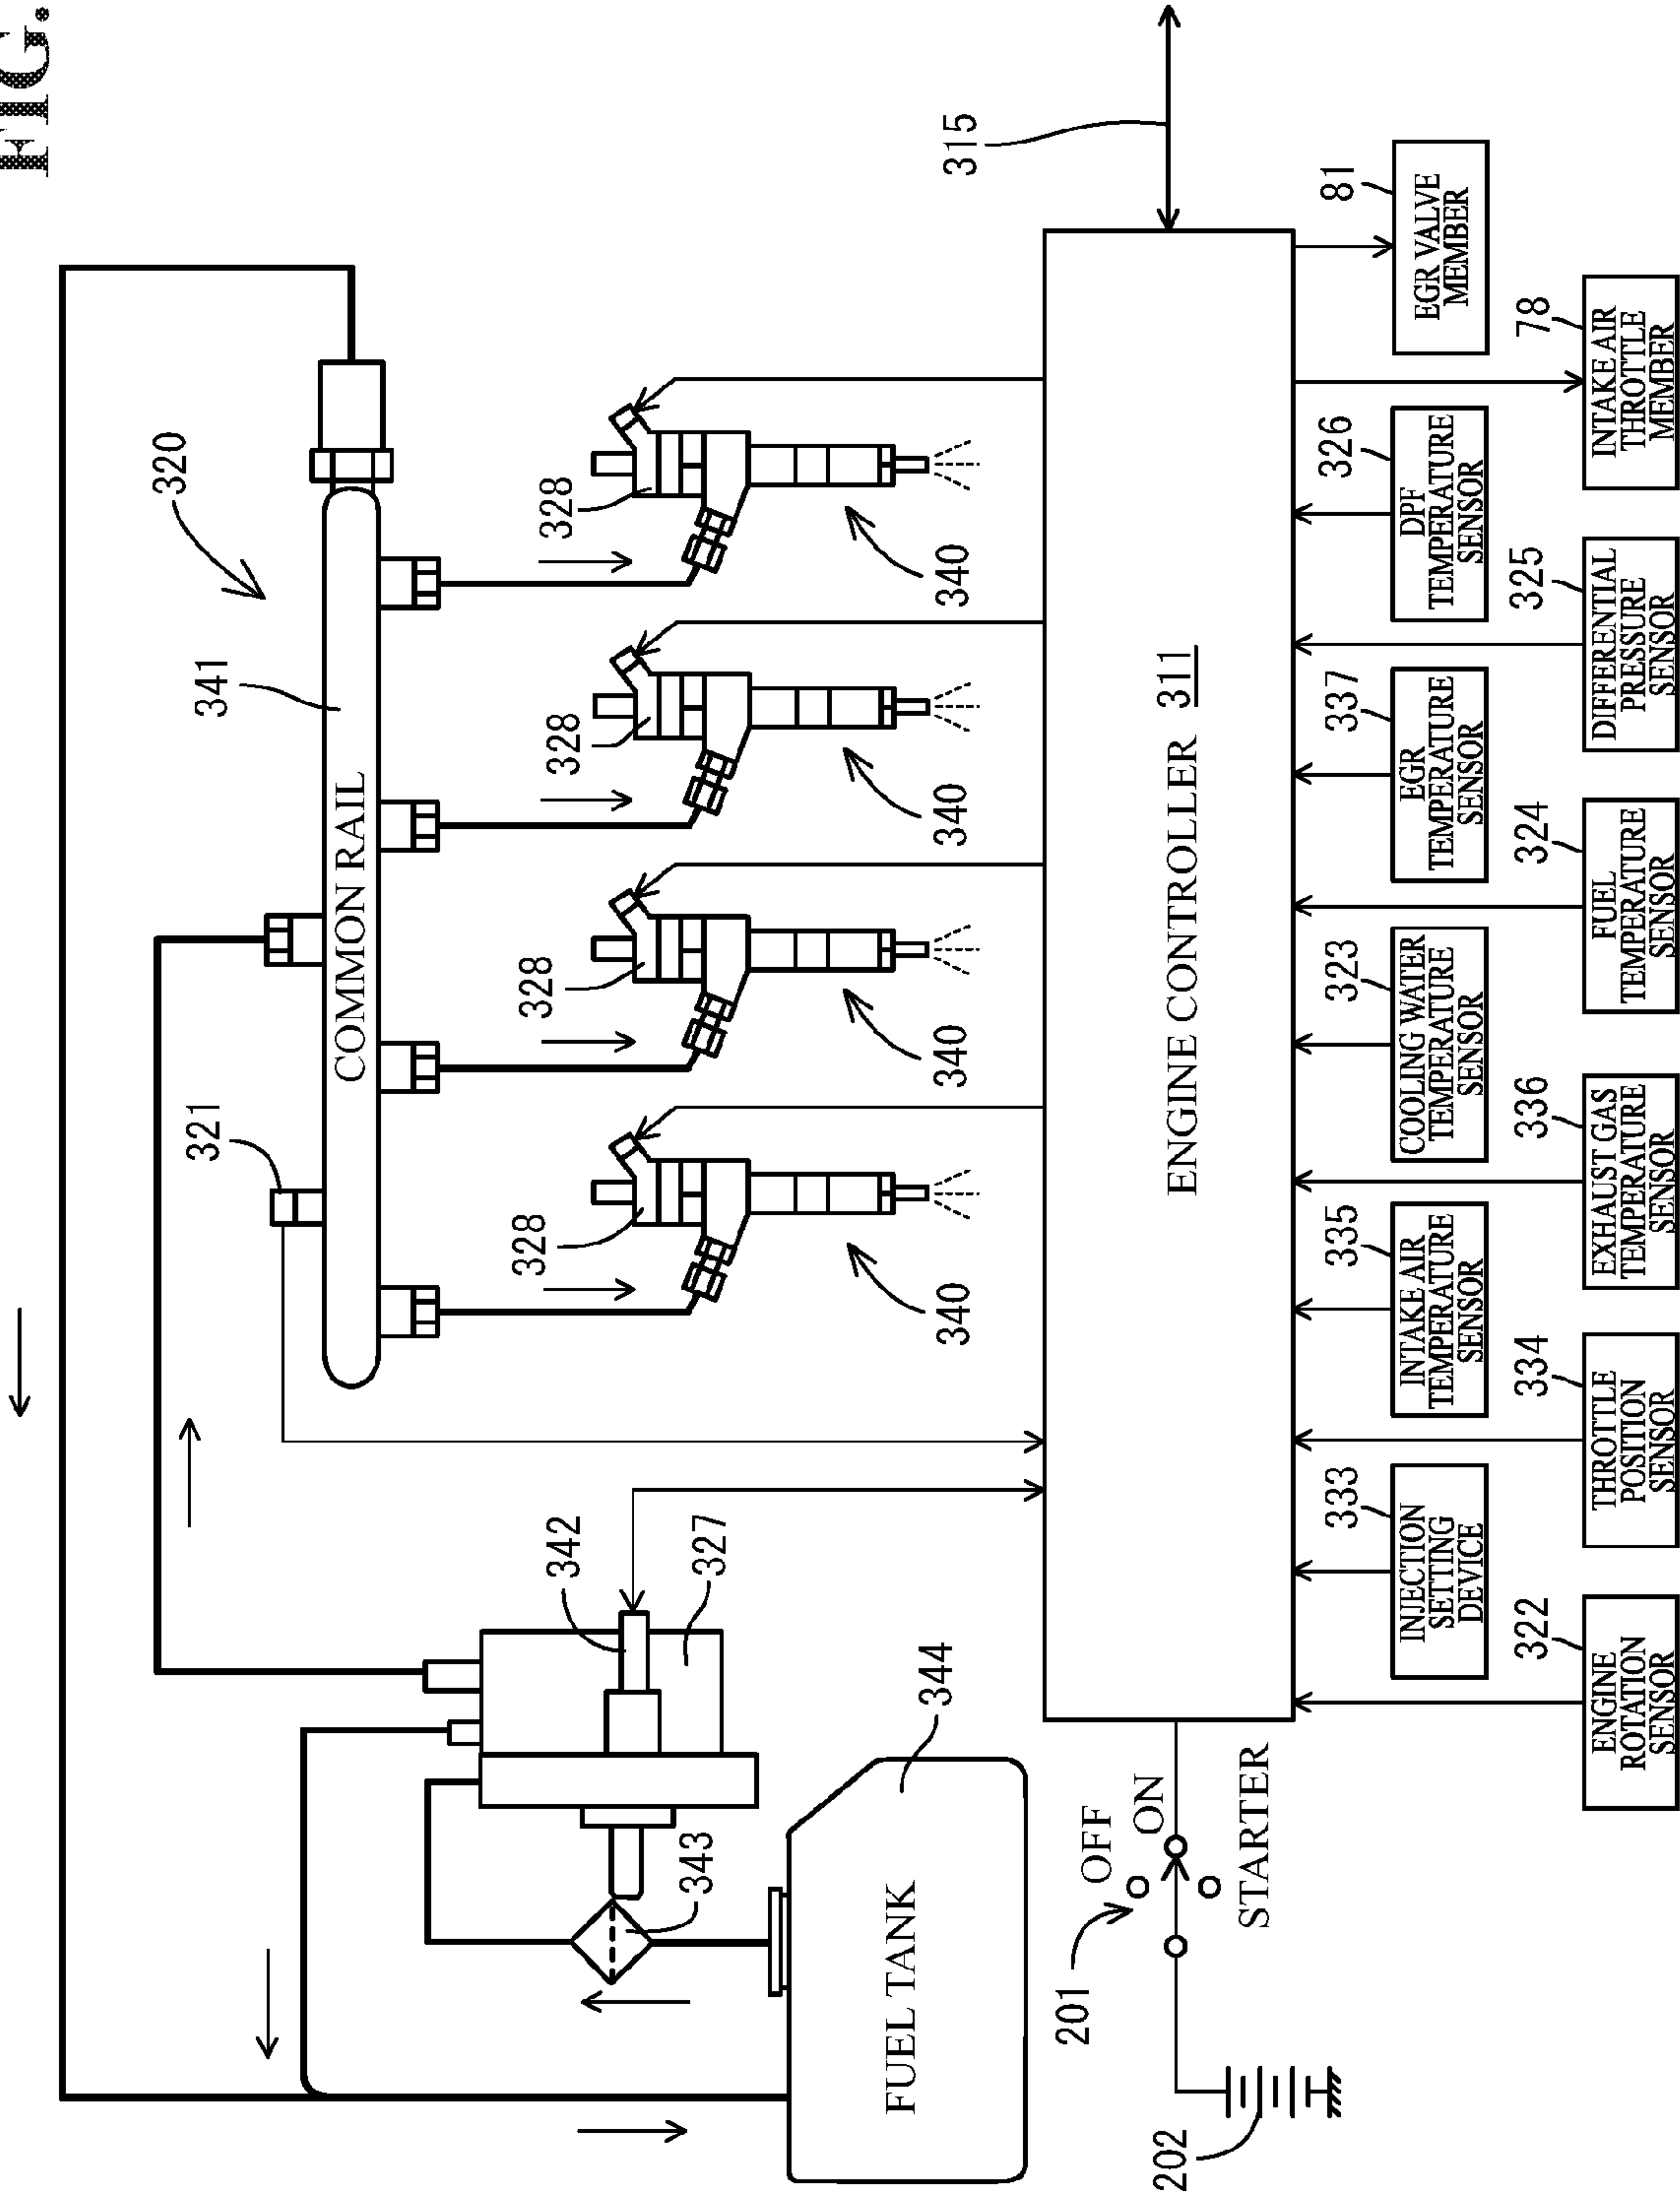 FIG.
320
341
321
COMMON RAIL
328
328
328
328
340
340
340
340
342
327
343
344
FUEL TANK
315
ENGINE CONTROLLER 311
201
OFF
ON
STARTER
202
322
ENGINE
ROTATION
SENSOR
333
INJECTION
SETTING
DEVICE
334
THROTTLE
POSITION
SENSOR
335
INTAKE AIR
TEMPERATURE
SENSOR
336
EXHAUST GAS
TEMPERATURE
SENSOR
323
COOLING WATER
TEMPERATURE
SENSOR
324
FUEL
TEMPERATURE
SENSOR
337
EGR
TEMPERATURE
SENSOR
325
DIFFERENTIAL
PRESSURE
SENSOR
326
DPF
TEMPERATURE
SENSOR
78
INTAKE AIR
THROTTLE
MEMBER
81
EGR VALVE
MEMBER